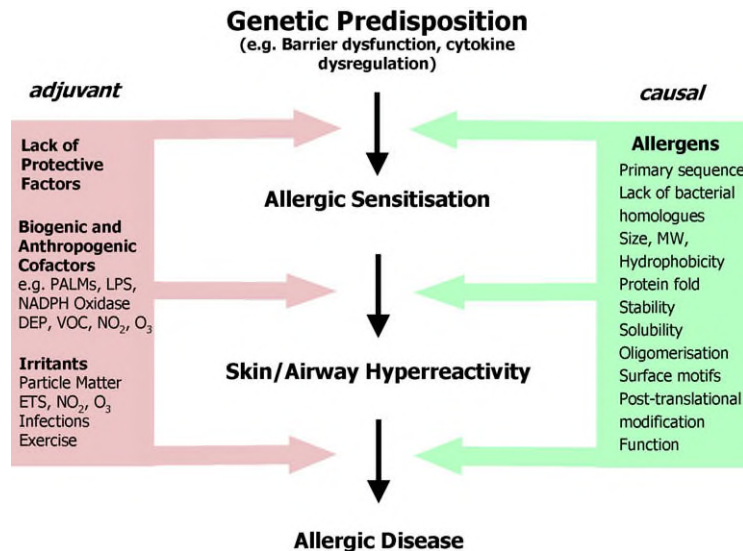 Genetic Predisposition
(e.g. Barrier dysfunction, cytokine
dysregulation)
adjuvant
causal
Lack of
Protective
Factors
Biogenic and
Anthropogenic
Cofactors
e.g. PALMs, LPS,
NADPH Oxidase
DEP, VOC, NO₂, O₃
Irritants
Particle Matter
ETS, NO₂, O₃
Infections
Exercise
Allergic Sensitisation
Skin/Airway Hyperreactivity
Allergic Disease
Allergens
Primary sequence
Lack of bacterial
homologues
Size, MW,
Hydrophobicity
Protein fold
Stability
Solubility
Oligomerisation
Surface motifs
Post-translational
modification
Function